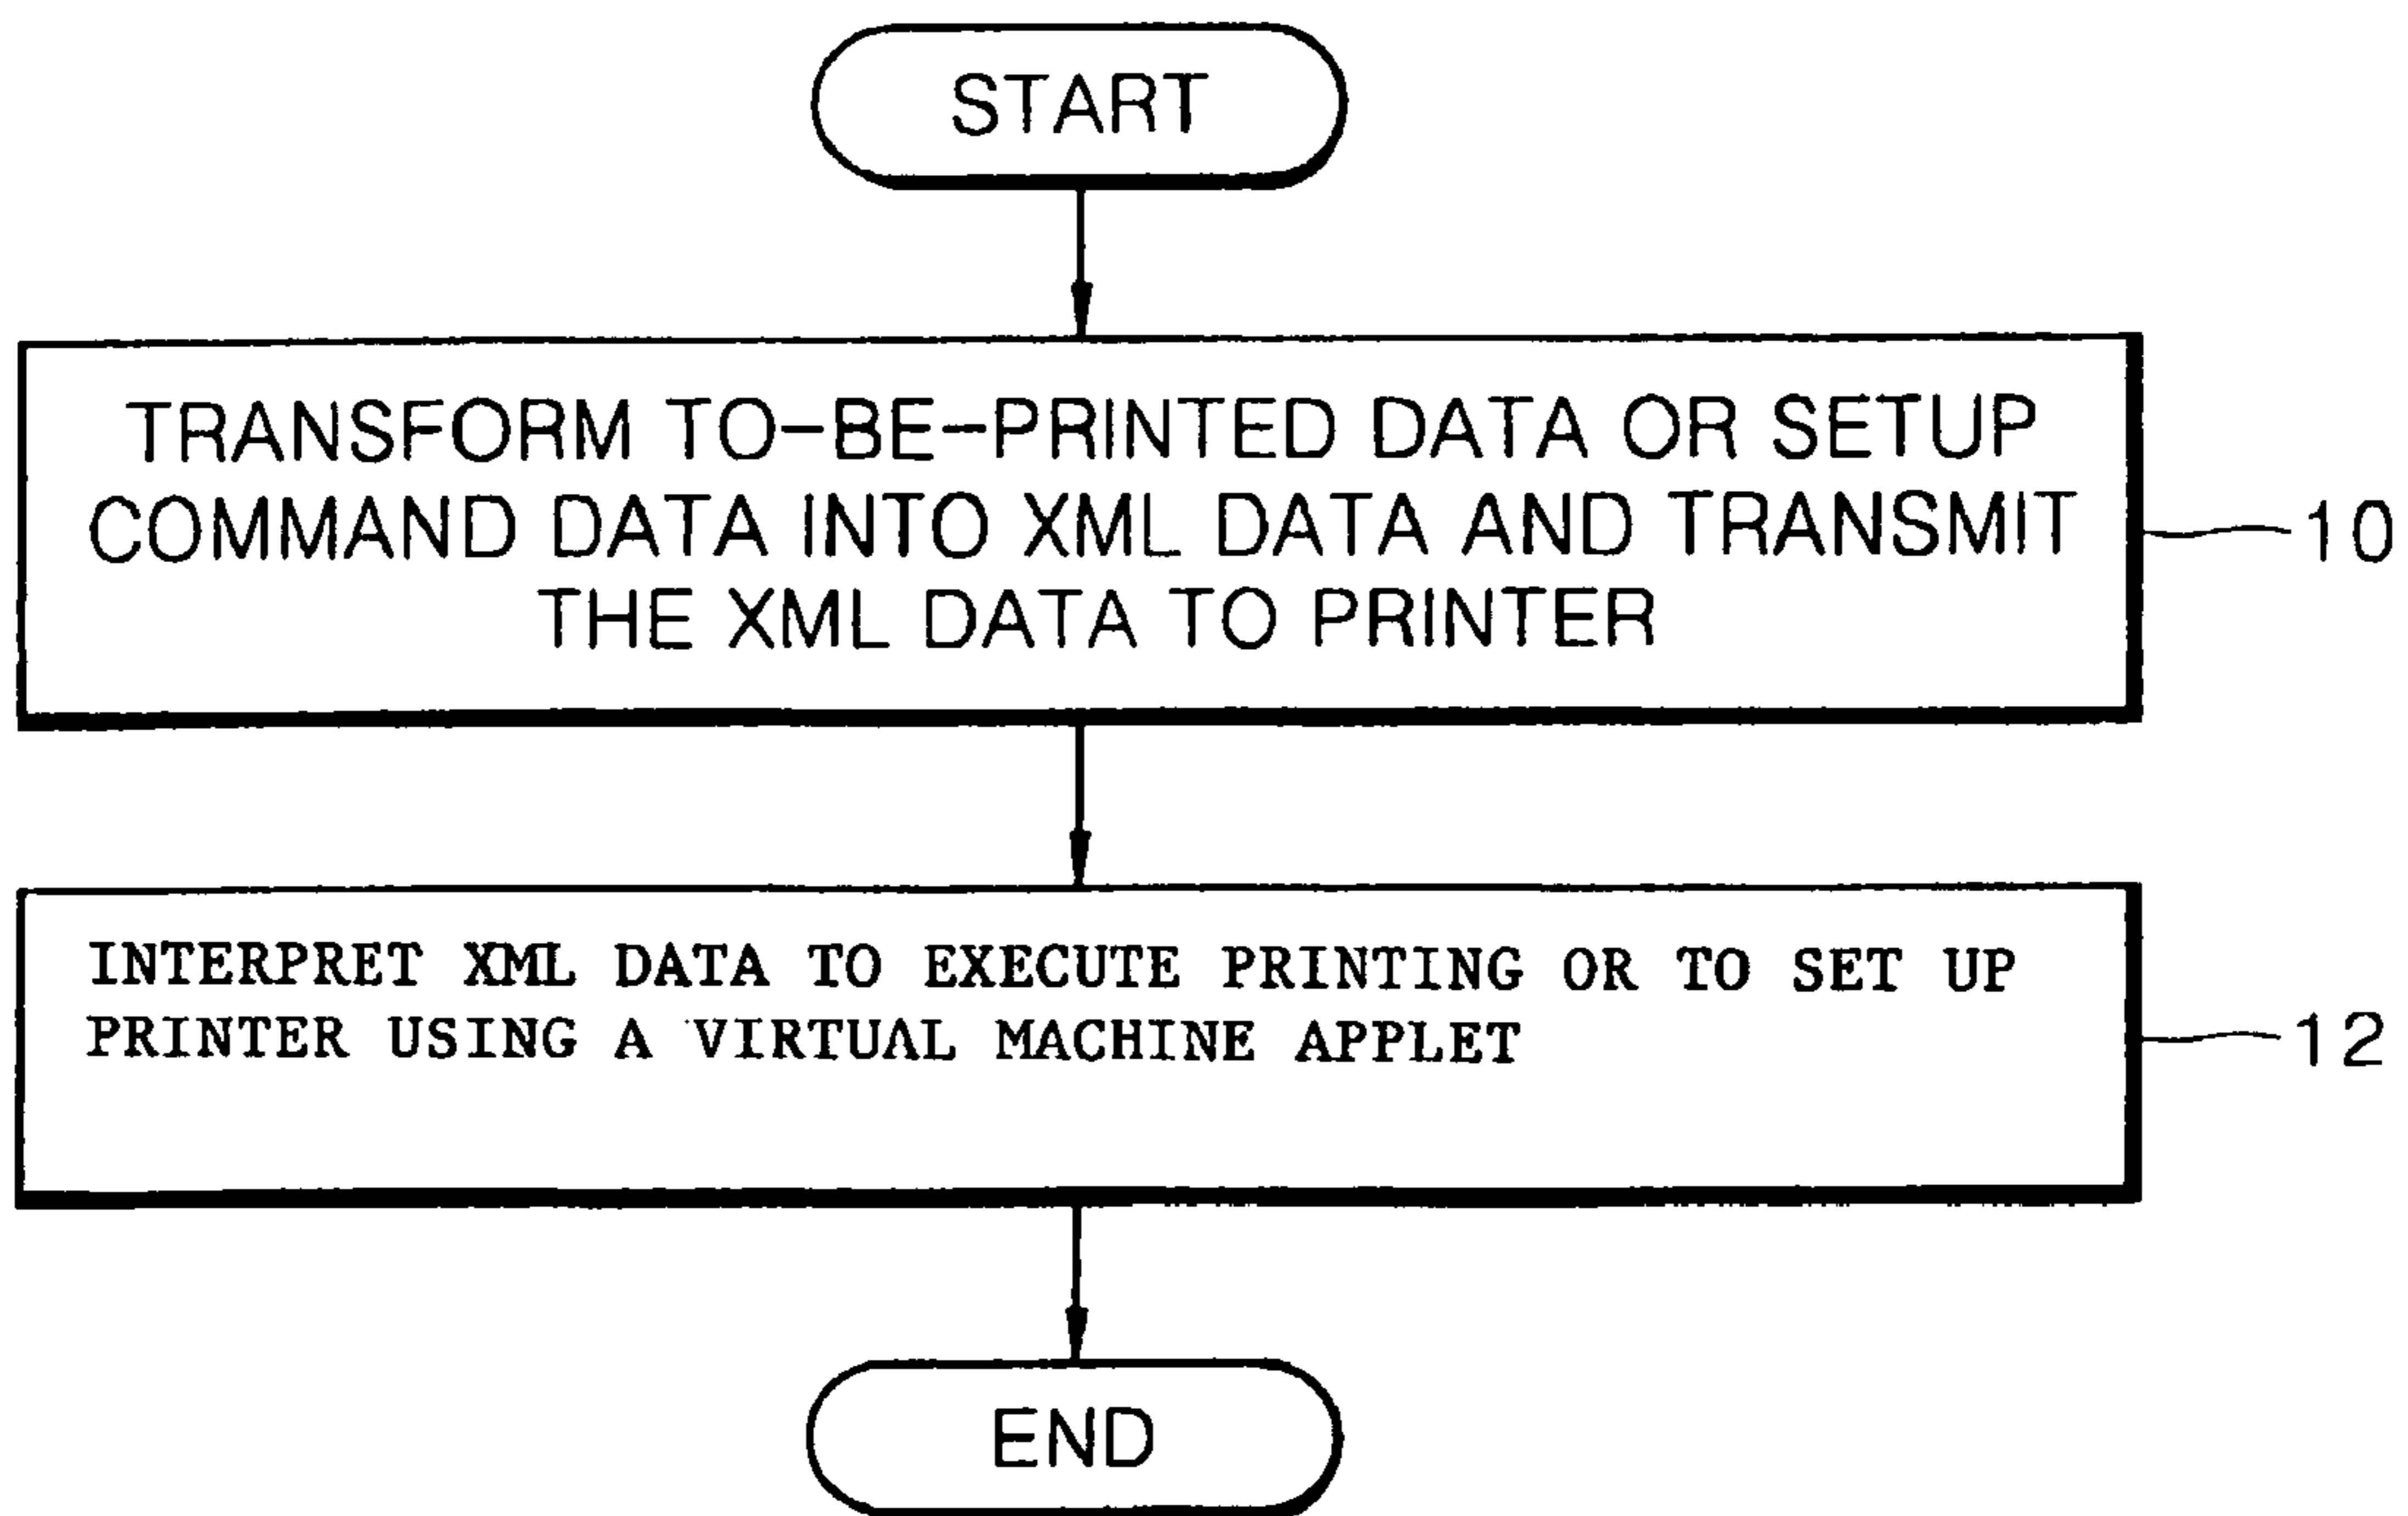 START
TRANSFORM TO-BE-PRINTED DATA OR SETUP
COMMAND DATA INTO XML DATA AND TRANSMIT
THE XML DATA TO PRINTER
10
INTERPRET XML DATA TO EXECUTE PRINTING OR TO SET UP
PRINTER USING A VIRTUAL MACHINE APPLET
12
END